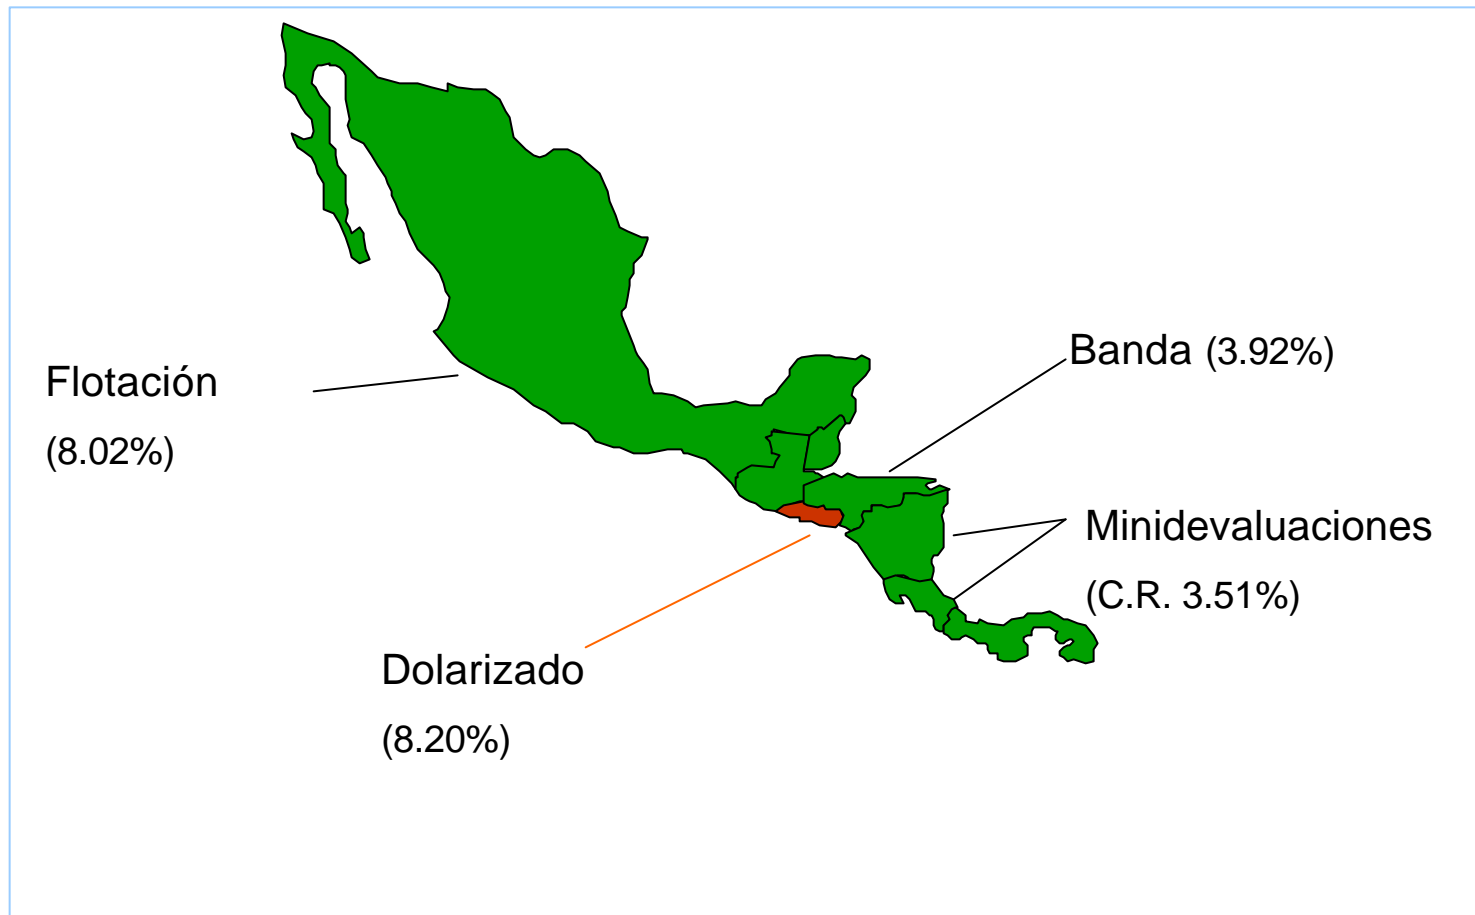 Flotación
(8.02%)
Banda (3.92%)
Minidevaluaciones
(C.R. 3.51%)
Dolarizado
(8.20%)